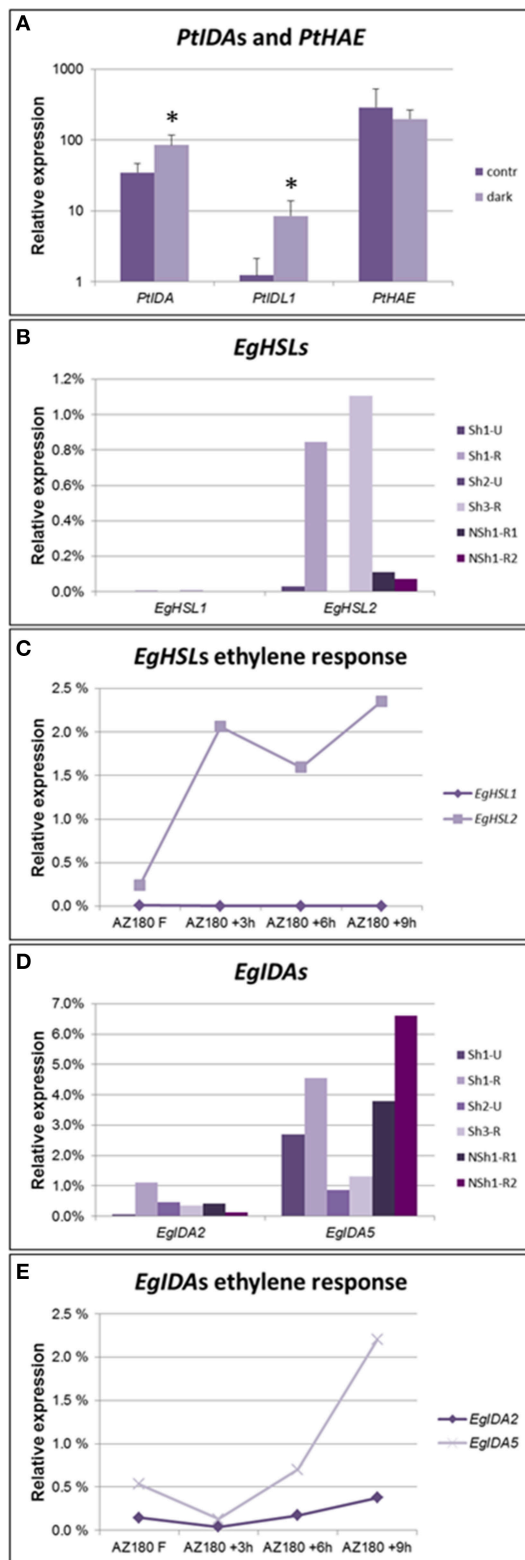 A
PtIDAs and PtHAE
Relative expression
1000
100
10
1
*
*
PtIDA
PtIDL1
PtHAE
contr
dark
B
EgHSLs
Relative expression
1.2%
1.0%
0.8%
0.6%
0.4%
0.2%
0.0%
EgHSL1
EgHSL2
Sh1-U
Sh1-R
Sh2-U
Sh3-R
NSh1-R1
NSh1-R2
C
EgHSLs ethylene response
Relative expression
2.5 %
2.0 %
1.5 %
1.0 %
0.5 %
0.0 %
AZ180 F
AZ180 +3h
AZ180 +6h
AZ180 +9h
EgHSL1
EgHSL2
D
EgIDAs
Relative expression
7.0%
6.0%
5.0%
4.0%
3.0%
2.0%
1.0%
0.0%
EgIDA2
EgIDA5
Sh1-U
Sh1-R
Sh2-U
Sh3-R
NSh1-R1
NSh1-R2
E
EgIDAs ethylene response
Relative expression
2.5 %
2.0 %
1.5 %
1.0 %
0.5 %
0.0 %
AZ180 F
AZ180 +3h
AZ180 +6h
AZ180 +9h
EgIDA2
EgIDA5